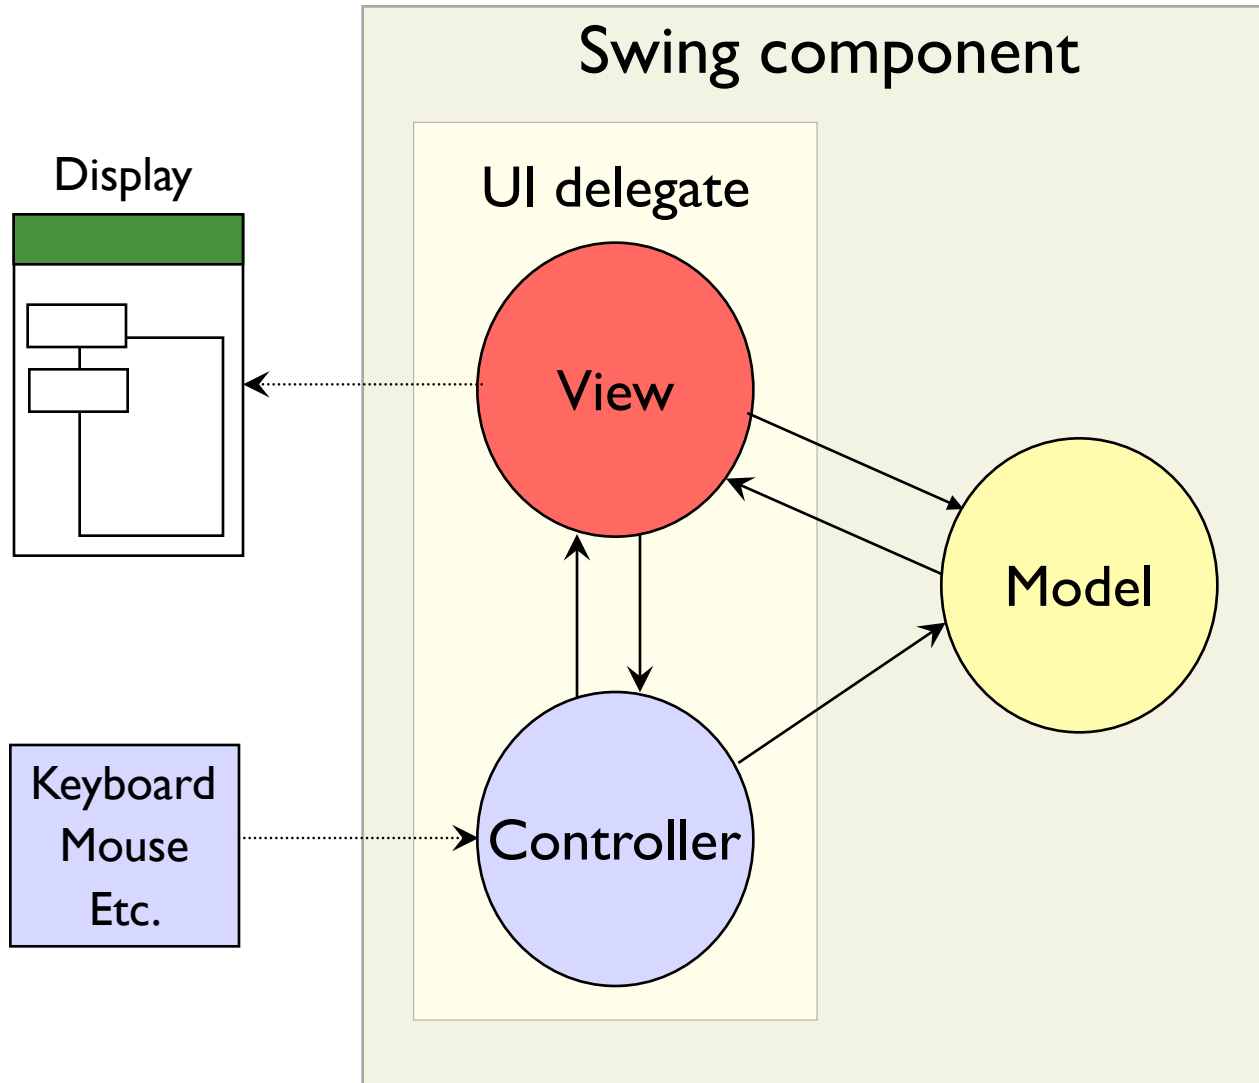 Swing component
Display
UI delegate
View
Model
Keyboard
Mouse
Etc.
Controller